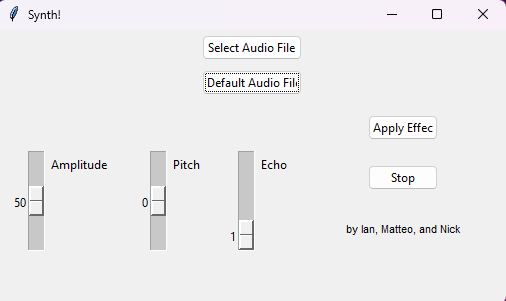 Synth!
Select Audio File
Default Audio File
Apply Effec
Amplitude
Pitch
Echo
50
0
1
Stop
by Ian, Matteo, and Nick